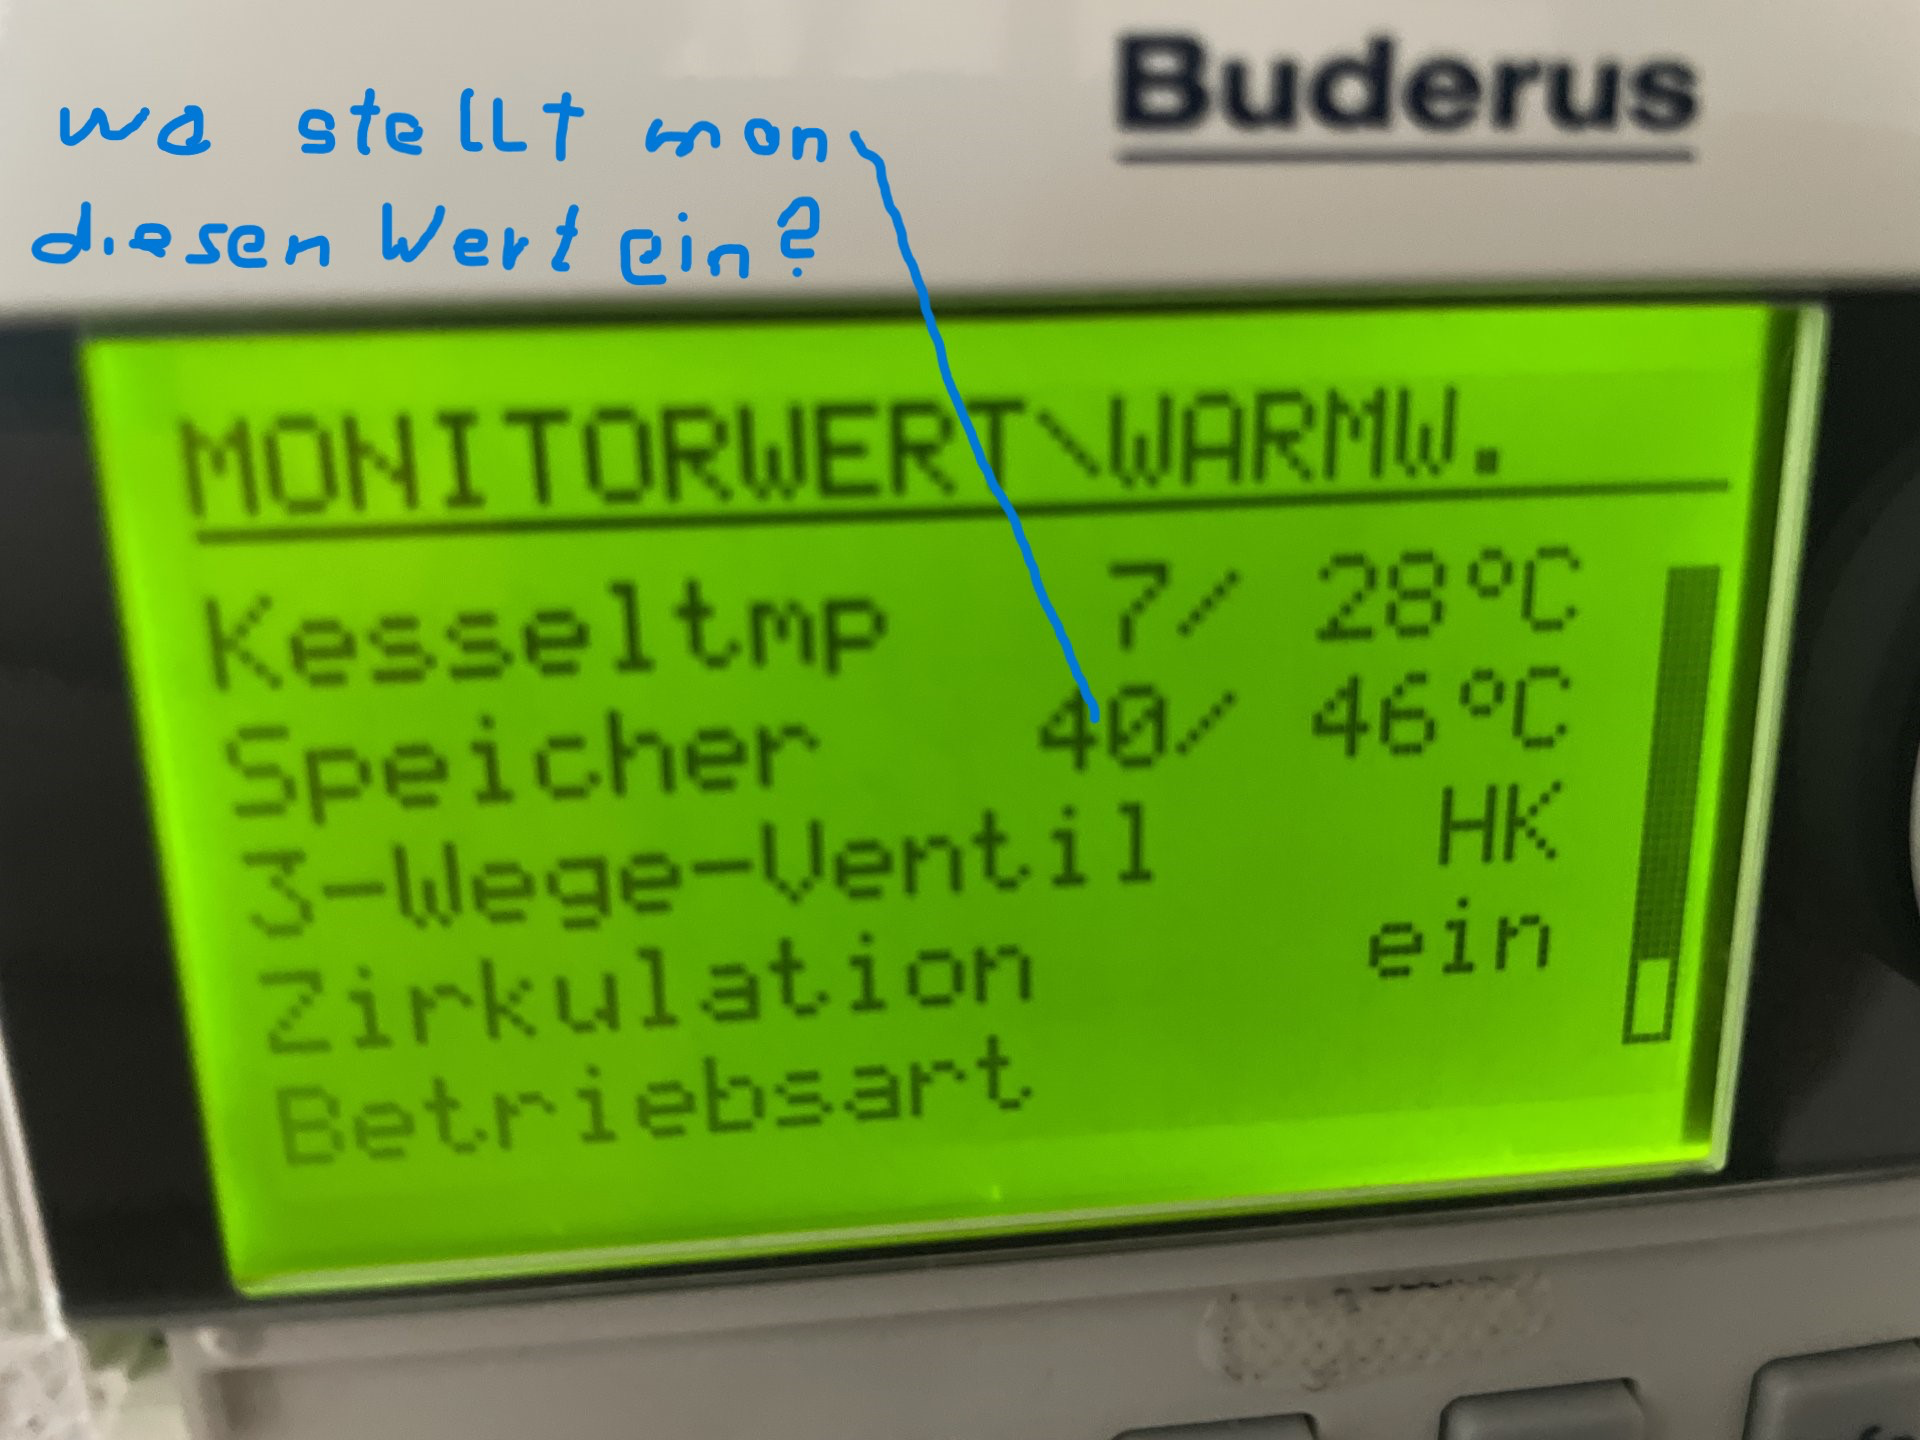 Buderus
wo stellt man
diesen Wert ein?
MONITORWERT\WARMW.
Kesseltmp 7/ 28°C
Speicher 40/ 46°C
3-Wege-Ventil HK
Zirkulation ein
Betriebsart